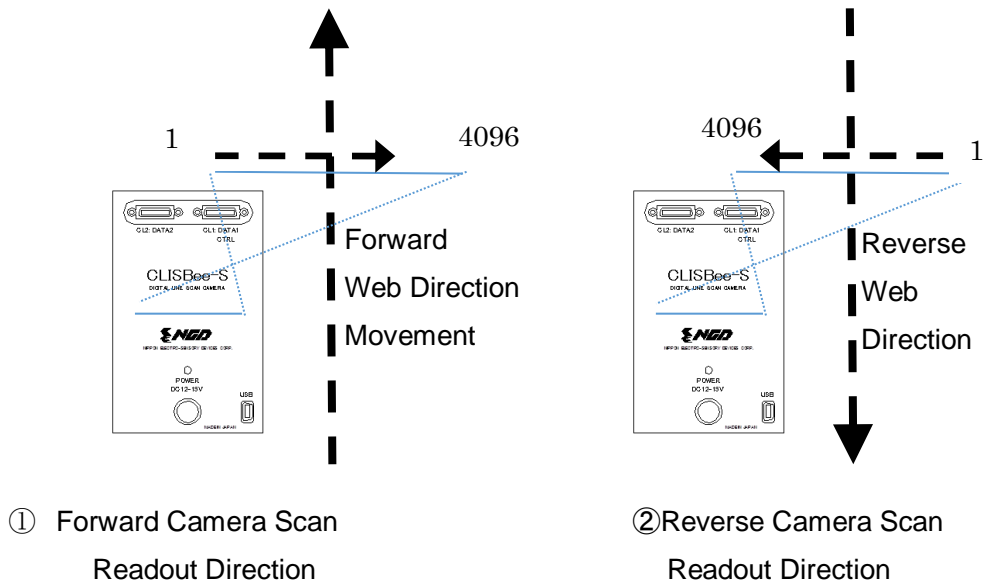 1
4096
CL2: DATA2
CL1: DATA1
CTRL
CLISBee-S
DIGITAL LINE SCAN CAMERA
NED
NIPPON ELECTRO-SENSORY DEVICES CORP.
POWER
DC12-15V
USB
MADE IN JAPAN
Forward
Web Direction
Movement
① Forward Camera Scan
Readout Direction
4096
1
CL2: DATA2
CL1: DATA1
CTRL
CLISBee-S
DIGITAL LINE SCAN CAMERA
NED
NIPPON ELECTRO-SENSORY DEVICES CORP.
POWER
DC12-15V
USB
MADE IN JAPAN
Reverse
Web
Direction
②Reverse Camera Scan
Readout Direction